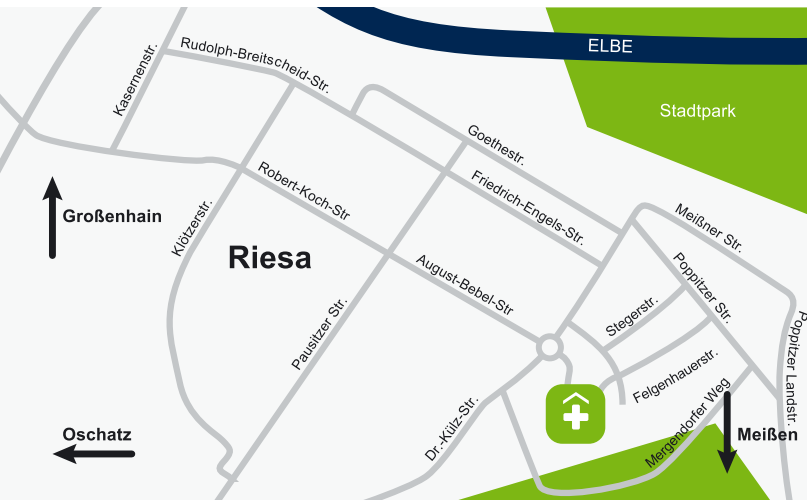 ELBE
Rudolph-Breitscheid-Str.
Kasernenstr.
Stadtpark
Goethestr.
Robert-Koch-Str
Friedrich-Engels-Str.
Großenhain
Klötzerstr.
Meißner Str.
Riesa
August-Bebel-Str
Poppitzer Str.
Pausitzer Str.
Stegerstr.
Poppitzer Landstr.
Felgenhauerstr.
Dr.-Külz-Str.
Mergendorfer Weg
Oschatz
Meißen